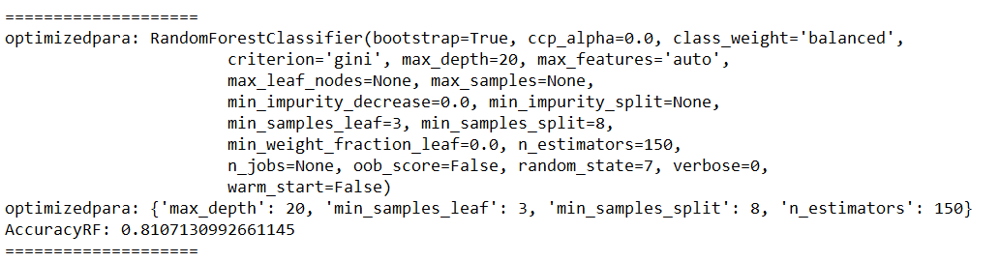 ====================
optimizedpara: RandomForestClassifier(bootstrap=True, ccp_alpha=0.0, class_weight='balanced',
                       criterion='gini', max_depth=20, max_features='auto',
                       max_leaf_nodes=None, max_samples=None,
                       min_impurity_decrease=0.0, min_impurity_split=None,
                       min_samples_leaf=3, min_samples_split=8,
                       min_weight_fraction_leaf=0.0, n_estimators=150,
                       n_jobs=None, oob_score=False, random_state=7, verbose=0,
                       warm_start=False)
optimizedpara: {'max_depth': 20, 'min_samples_leaf': 3, 'min_samples_split': 8, 'n_estimators': 150}
AccuracyRF: 0.8107130992661145
====================